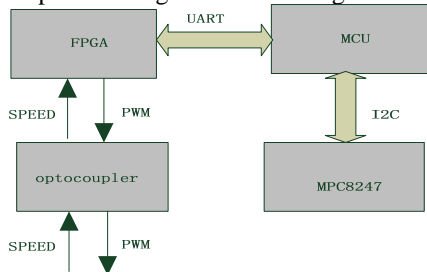 UART
FPGA
MCU
SPEED
PWM
I2C
optocoupler
MPC8247
SPEED
PWM